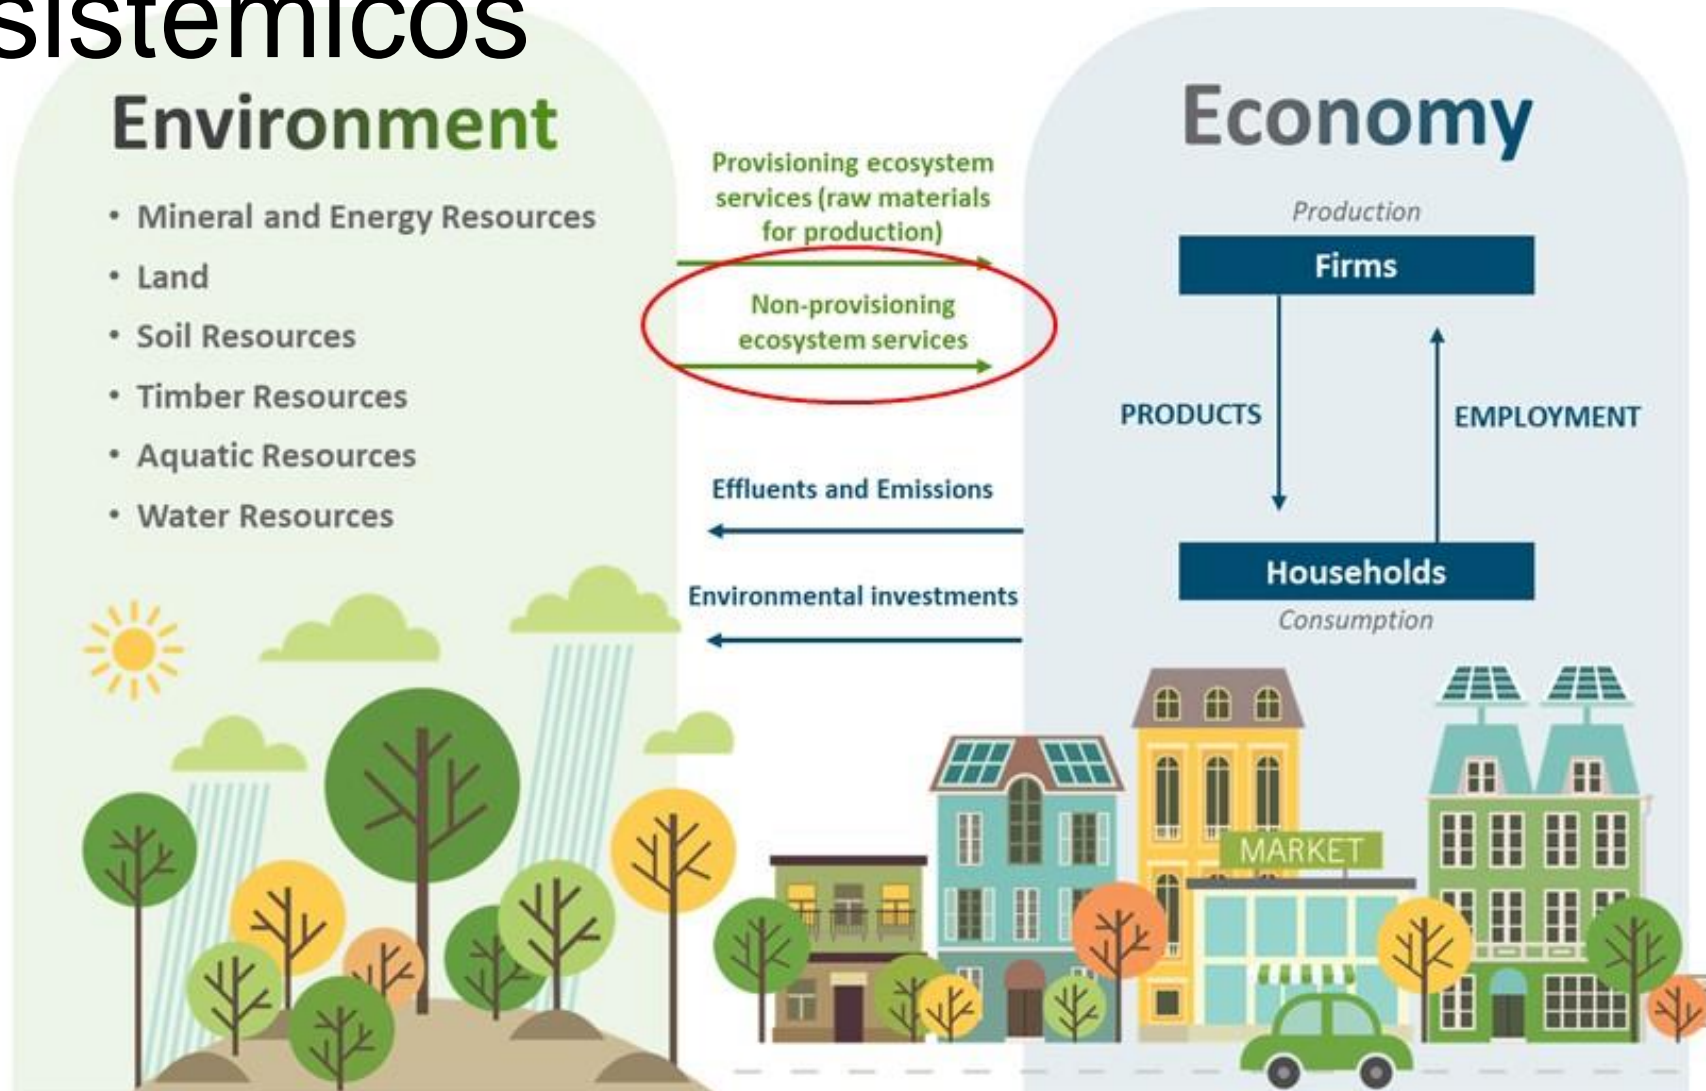 sistémicos
Environment
• Mineral and Energy Resources
• Land
• Soil Resources
• Timber Resources
• Aquatic Resources
• Water Resources
Provisioning ecosystem
services (raw materials
for production)
Non-provisioning
ecosystem services
Effluents and Emissions
Environmental investments
Economy
Production
Firms
PRODUCTS
EMPLOYMENT
Households
Consumption
MARKET